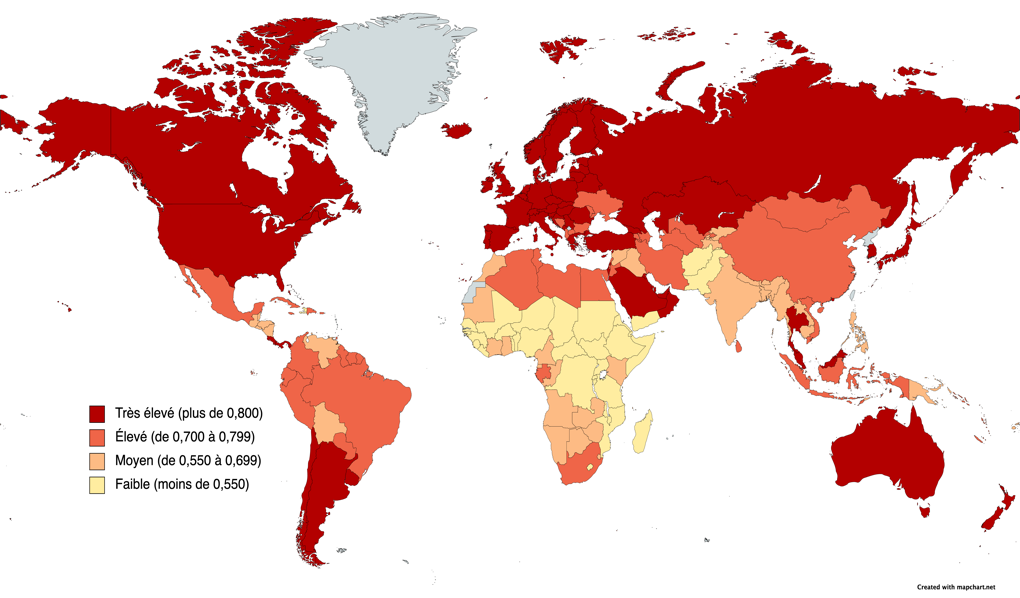 Très élevé (plus de 0,800)
Élevé (de 0,700 à 0,799)
Moyen (de 0,550 à 0,699)
Faible (moins de 0,550)
Created with mapchart.net